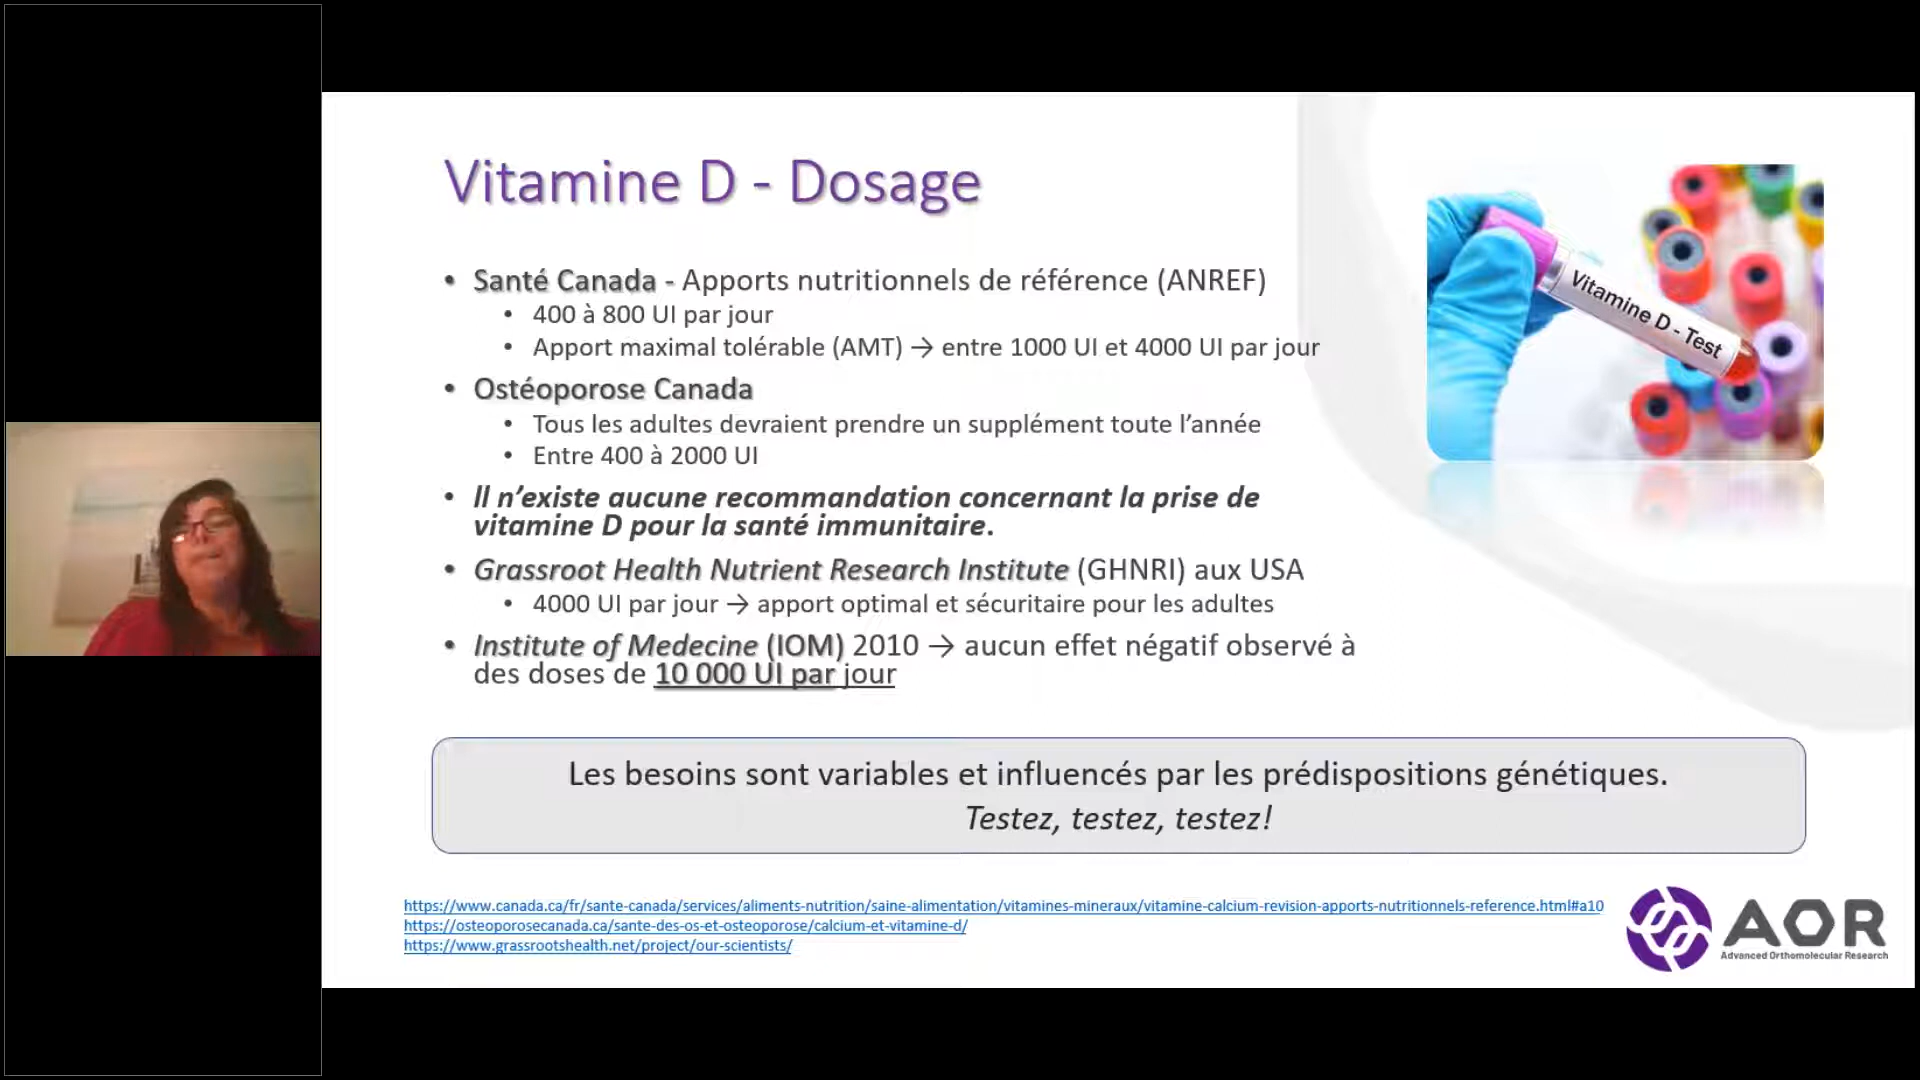 Vitamine D - Dosage
• Santé Canada - Apports nutritionnels de référence (ANREF)
• 400 à 800 UI par jour
• Apport maximal tolérable (AMT) → entre 1000 UI et 4000 UI par jour
• Ostéoporose Canada
• Tous les adultes devraient prendre un supplément toute l’année
• Entre 400 à 2000 UI
• Il n’existe aucune recommandation concernant la prise de
vitamine D pour la santé immunitaire.
• Grassroot Health Nutrient Research Institute (GHNRI) aux USA
• 4000 UI par jour → apport optimal et sécuritaire pour les adultes
• Institute of Medecine (IOM) 2010 → aucun effet négatif observé à
des doses de 10 000 UI par jour
Vitamine D - Test
Les besoins sont variables et influencés par les prédispositions génétiques.
Testez, testez, testez!
https://www.canada.ca/fr/sante-canada/services/aliments-nutrition/saine-alimentation/vitamines-mineraux/vitamine-calcium-revision-apports-nutritionnels-reference.html#a10
https://osteoporosecanada.ca/sante-des-os-et-osteoporose/calcium-et-vitamine-d/
https://www.grassrootshealth.net/project/our-scientists/
AOR
Advanced Orthomolecular Research